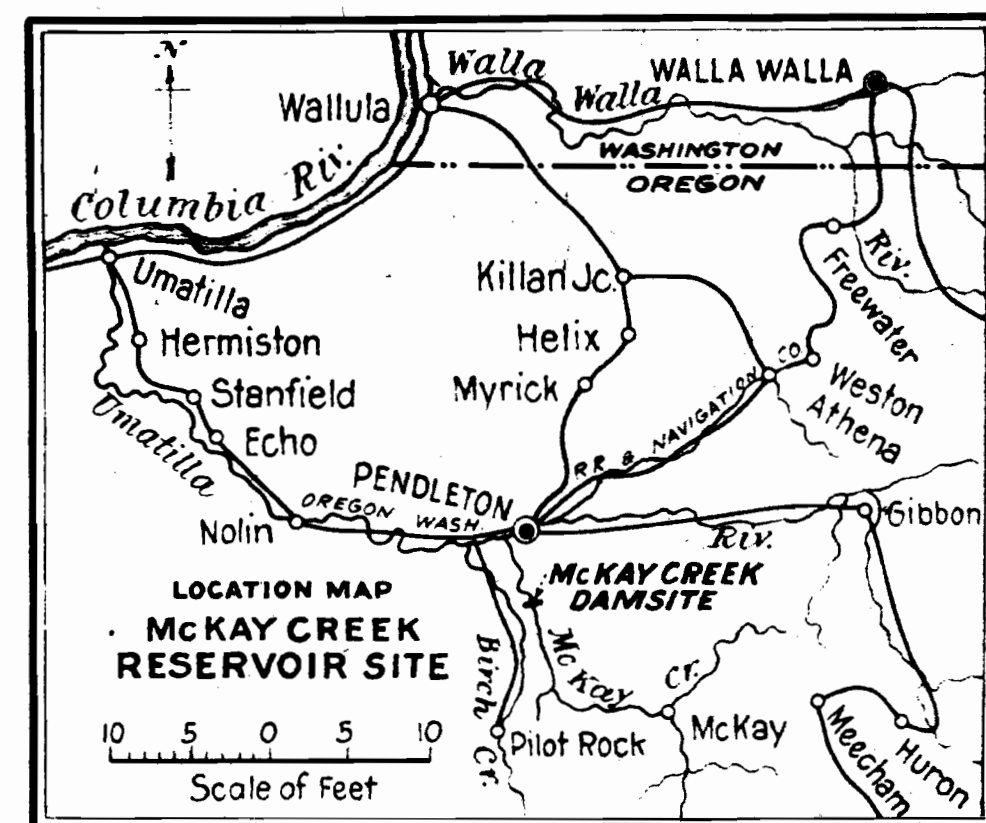 N
Walla
WALLA WALLA
Wallula
Walla
WASHINGTON
OREGON
Columbia Riv.
Riv.
Umatilla
Killan Jc.
Freewater
Hermiston
Helix
CO.
Weston
Stanfield
Myrick
Athena
Umatilla
Echo
RR & NAVIGATION
PENDLETON
OREGON WASH.
Nolin
Gibbon
Riv.
McKAY CREEK
DAMSITE
LOCATION MAP
McKAY CREEK
RESERVOIR SITE
Birch Cr.
McKay Cr.
Pilot Rock
McKay
Meecham
Huron
10 5 0 5 10
Scale of Feet